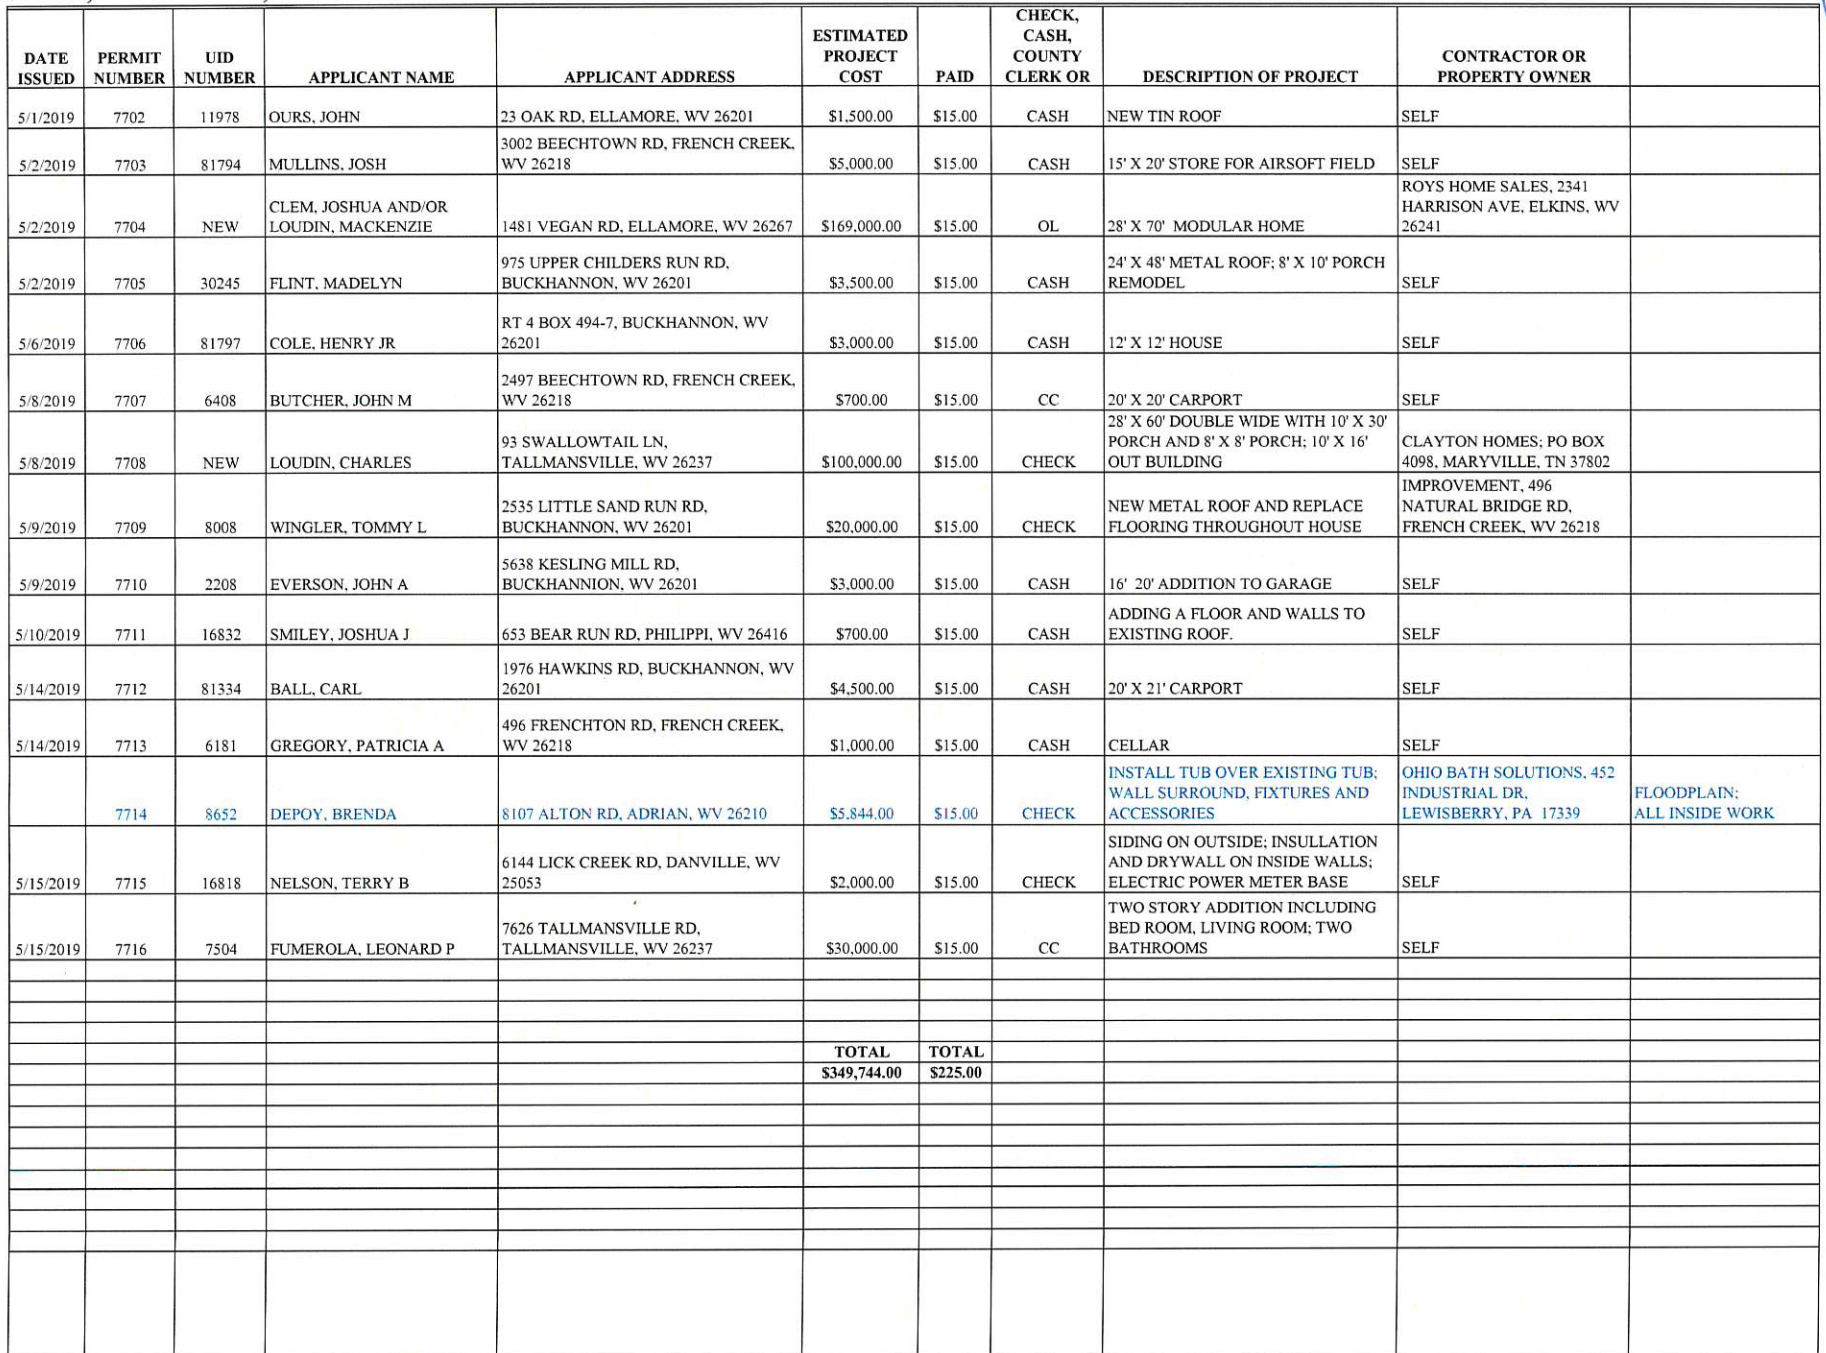 DATE ISSUED PERMIT NUMBER UID NUMBER APPLICANT NAME APPLICANT ADDRESS ESTIMATED PROJECT COST PAID CHECK, CASH, COUNTY CLERK OR DESCRIPTION OF PROJECT CONTRACTOR OR PROPERTY OWNER
5/1/2019 7702 11978 OURS, JOHN 23 OAK RD, ELLAMORE, WV 26201 $1,500.00 $15.00 CASH NEW TIN ROOF SELF
5/2/2019 7703 81794 MULLINS, JOSH 3002 BEECHTOWN RD, FRENCH CREEK, WV 26218 $5,000.00 $15.00 CASH 15' X 20' STORE FOR AIRSOFT FIELD SELF
5/2/2019 7704 NEW CLEM, JOSHUA AND/OR LOUDIN, MACKENZIE 1481 VEGAN RD, ELLAMORE, WV 26267 $169,000.00 $15.00 OL 28' X 70' MODULAR HOME ROYS HOME SALES, 2341 HARRISON AVE, ELKINS, WV 26241
5/2/2019 7705 30245 FLINT, MADELYN 975 UPPER CHILDERS RUN RD, BUCKHANNON, WV 26201 $3,500.00 $15.00 CASH 24' X 48' METAL ROOF; 8' X 10' PORCH REMODEL SELF
5/6/2019 7706 81797 COLE, HENRY JR RT 4 BOX 494-7, BUCKHANNON, WV 26201 $3,000.00 $15.00 CASH 12' X 12' HOUSE SELF
5/8/2019 7707 6408 BUTCHER, JOHN M 2497 BEECHTOWN RD, FRENCH CREEK, WV 26218 $700.00 $15.00 CC 20' X 20' CARPORT SELF
5/8/2019 7708 NEW LOUDIN, CHARLES 93 SWALLOWTAIL LN, TALLMANSVILLE, WV 26237 $100,000.00 $15.00 CHECK 28' X 60' DOUBLE WIDE WITH 10' X 30' PORCH AND 8' X 8' PORCH; 10' X 16' OUT BUILDING CLAYTON HOMES; PO BOX 4098, MARYVILLE, TN 37802
5/9/2019 7709 8008 WINGLER, TOMMY L 2535 LITTLE SAND RUN RD, BUCKHANNON, WV 26201 $20,000.00 $15.00 CHECK NEW METAL ROOF AND REPLACE FLOORING THROUGHOUT HOUSE IMPROVEMENT, 496 NATURAL BRIDGE RD, FRENCH CREEK, WV 26218
5/9/2019 7710 2208 EVERSON, JOHN A 5638 KESLING MILL RD, BUCKHANNION, WV 26201 $3,000.00 $15.00 CASH 16' 20' ADDITION TO GARAGE SELF
5/10/2019 7711 16832 SMILEY, JOSHUA J 653 BEAR RUN RD, PHILIPPI, WV 26416 $700.00 $15.00 CASH ADDING A FLOOR AND WALLS TO EXISTING ROOF. SELF
5/14/2019 7712 81334 BALL, CARL 1976 HAWKINS RD, BUCKHANNON, WV 26201 $4,500.00 $15.00 CASH 20' X 21' CARPORT SELF
5/14/2019 7713 6181 GREGORY, PATRICIA A 496 FRENCHTON RD, FRENCH CREEK, WV 26218 $1,000.00 $15.00 CASH CELLAR SELF
7714 8652 DEPOY, BRENDA 8107 ALTON RD, ADRIAN, WV 26210 $5,844.00 $15.00 CHECK INSTALL TUB OVER EXISTING TUB; WALL SURROUND, FIXTURES AND ACCESSORIES OHIO BATH SOLUTIONS, 452 INDUSTRIAL DR, LEWISBERRY, PA 17339 FLOODPLAIN; ALL INSIDE WORK
5/15/2019 7715 16818 NELSON, TERRY B 6144 LICK CREEK RD, DANVILLE, WV 25053 $2,000.00 $15.00 CHECK SIDING ON OUTSIDE; INSULLATION AND DRYWALL ON INSIDE WALLS; ELECTRIC POWER METER BASE SELF
5/15/2019 7716 7504 FUMEROLA, LEONARD P 7626 TALLMANSVILLE RD, TALLMANSVILLE, WV 26237 $30,000.00 $15.00 CC TWO STORY ADDITION INCLUDING BED ROOM, LIVING ROOM; TWO BATHROOMS SELF
TOTAL TOTAL
$349,744.00 $225.00